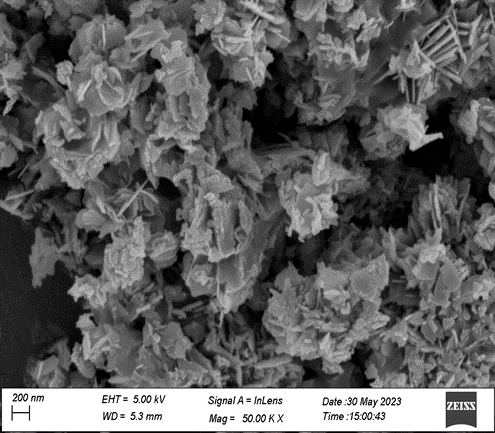 200 nm
EHT = 5.00 kV
Signal A = InLens
Date :30 May 2023
WD = 5.3 mm
Mag = 50.00 K X
Time :15:00:43
ZEISS